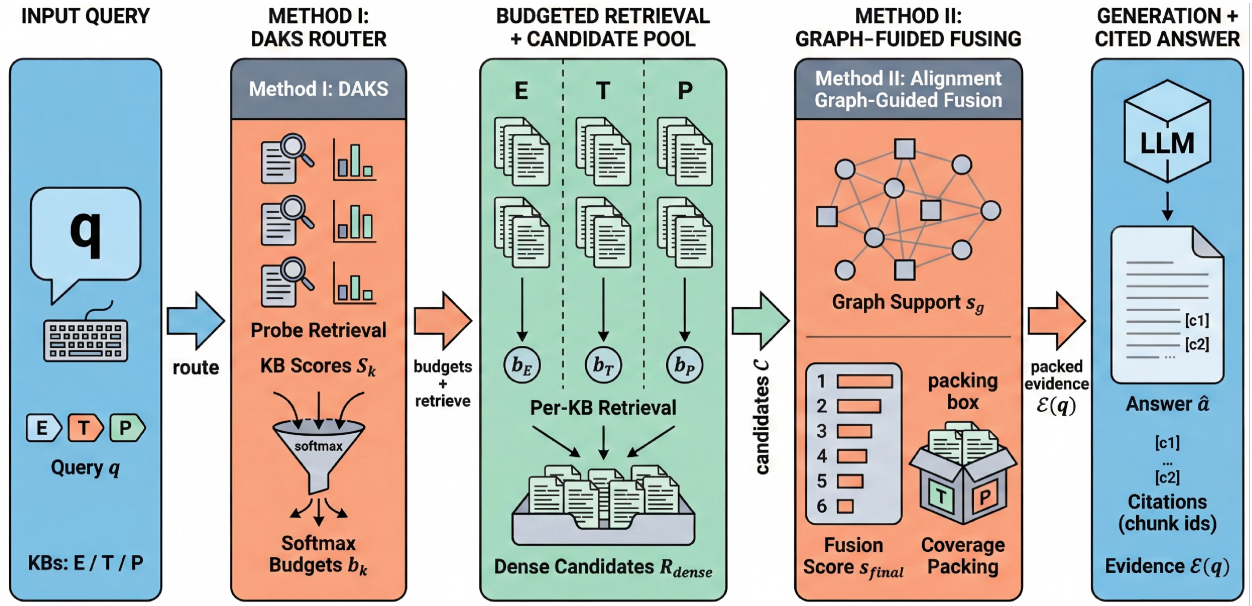 INPUT QUERY
q
E T P
Query q
KBs: E / T / P
route
METHOD I:
DAKS ROUTER
Method I: DAKS
Probe Retrieval
KB Scores S_k
softmax
Softmax
Budgets b_k
budgets
+
retrieve
BUDGETED RETRIEVAL
+ CANDIDATE POOL
E T P
b_E b_T b_P
Per-KB Retrieval
Dense Candidates R_dense
candidates C
METHOD II:
GRAPH-FUIDED FUSING
Method II: Alignment
Graph-Guided Fusion
Graph Support s_g
1
2
3
4
5
6
Fusion
Score s_final
packing
box
T P
Coverage
Packing
packed
evidence
ℰ(q)
GENERATION +
CITED ANSWER
LLM
[c1]
[c2]
...
Answer â
[c1]
...
[c2]
Citations
(chunk ids)
Evidence ℰ(q)